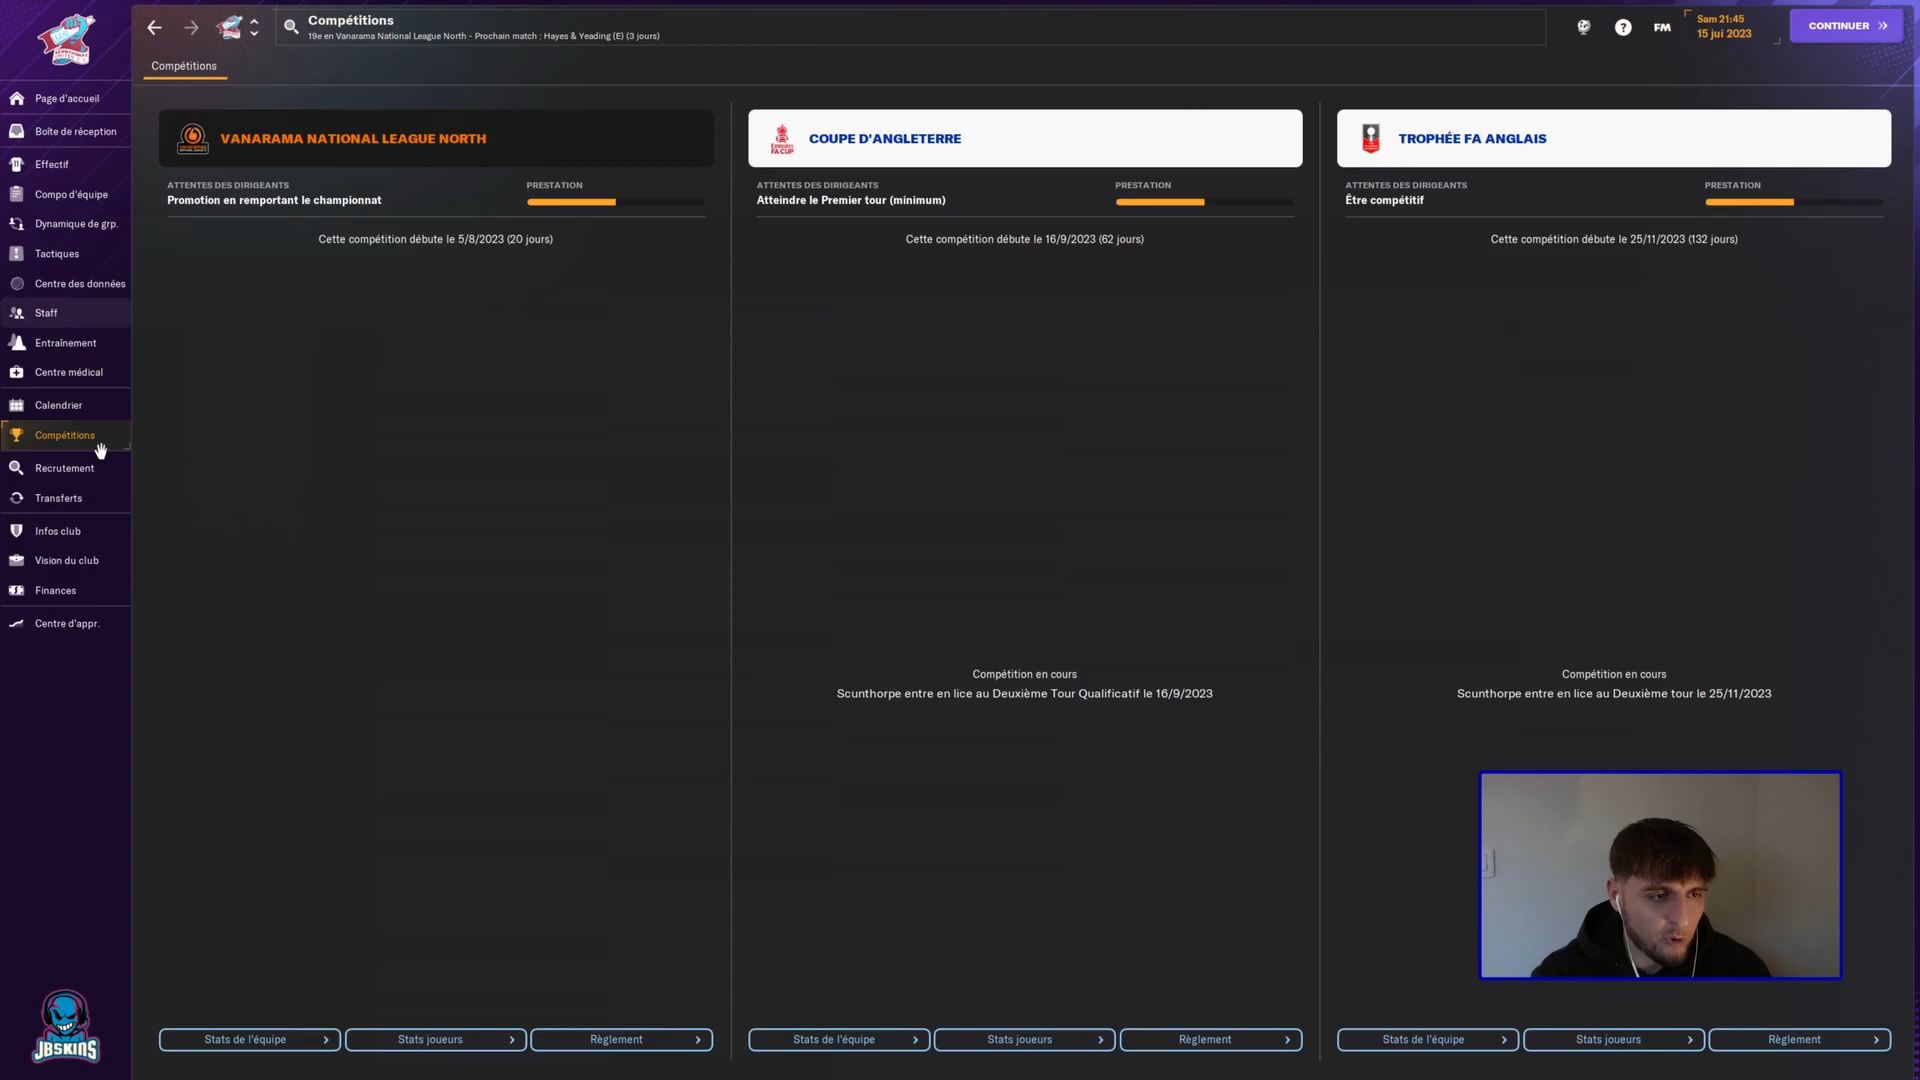 Compétitions
19e en Vanarama National League North - Prochain match : Hayes & Yeading (E) (3 jours)
FM
Sam 21:45
15 jui 2023
CONTINUER
Compétitions
Page d'accueil
Boîte de réception
Effectif
Compo d'équipe
Dynamique de grp.
Tactiques
Centre des données
Staff
Entraînement
Centre médical
Calendrier
Compétitions
Recrutement
Transferts
Infos club
Vision du club
Finances
Centre d'appr.
JBSKINS
VANARAMA NATIONAL LEAGUE NORTH
ATTENTES DES DIRIGEANTS
Promotion en remportant le championnat
PRESTATION
Cette compétition débute le 5/8/2023 (20 jours)
Stats de l'équipe
Stats joueurs
Règlement
Emirates
FA CUP
COUPE D'ANGLETERRE
ATTENTES DES DIRIGEANTS
Atteindre le Premier tour (minimum)
PRESTATION
Cette compétition débute le 16/9/2023 (62 jours)
Compétition en cours
Scunthorpe entre en lice au Deuxième Tour Qualificatif le 16/9/2023
Stats de l'équipe
Stats joueurs
Règlement
TROPHÉE FA ANGLAIS
ATTENTES DES DIRIGEANTS
Être compétitif
PRESTATION
Cette compétition débute le 25/11/2023 (132 jours)
Compétition en cours
Scunthorpe entre en lice au Deuxième tour le 25/11/2023
Stats de l'équipe
Stats joueurs
Règlement